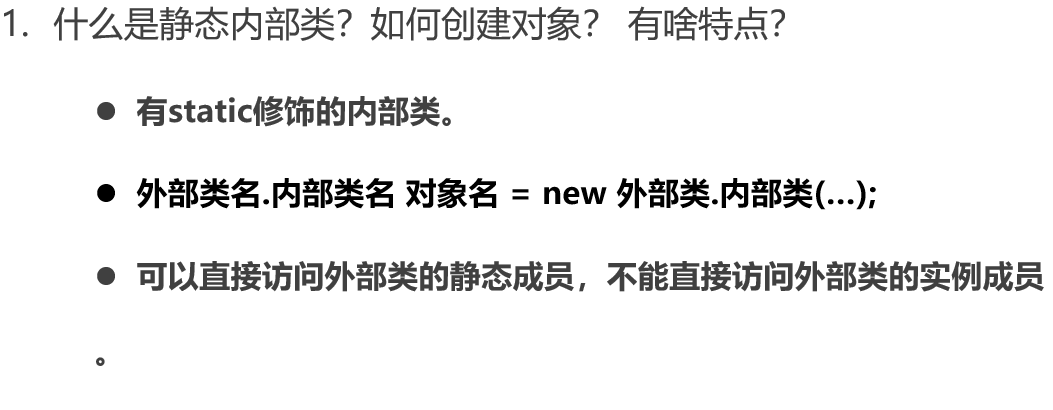 1. 什么是静态内部类？如何创建对象？ 有啥特点？
● 有static修饰的内部类。
● 外部类名.内部类名 对象名 = new 外部类.内部类(…);
● 可以直接访问外部类的静态成员，不能直接访问外部类的实例成员
。